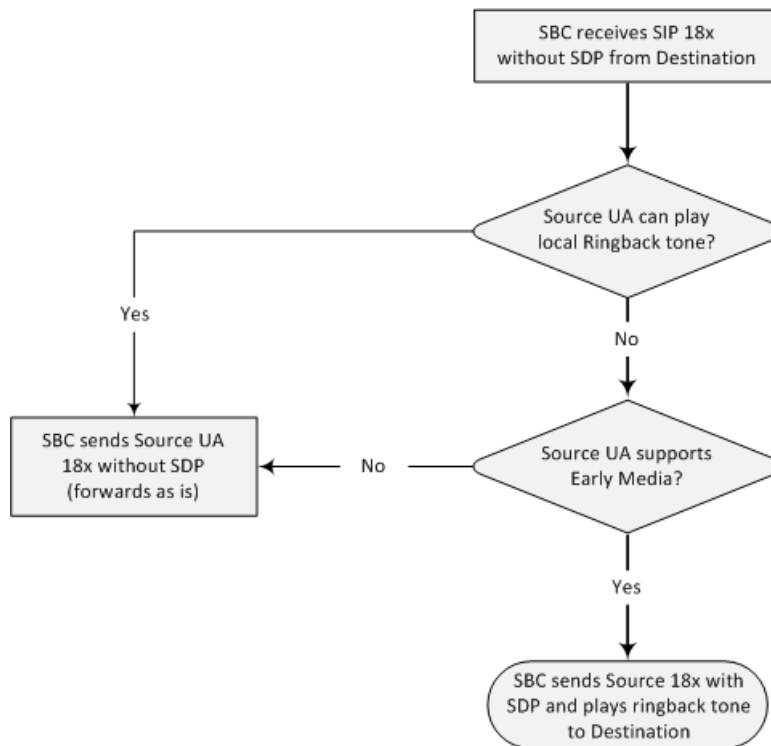 SBC receives SIP 18x
without SDP from Destination
Source UA can play
local Ringback tone?
Yes
No
SBC sends Source UA
18x without SDP
(forwards as is)
No
Source UA supports
Early Media?
Yes
SBC sends Source 18x with
SDP and plays ringback tone
to Destination